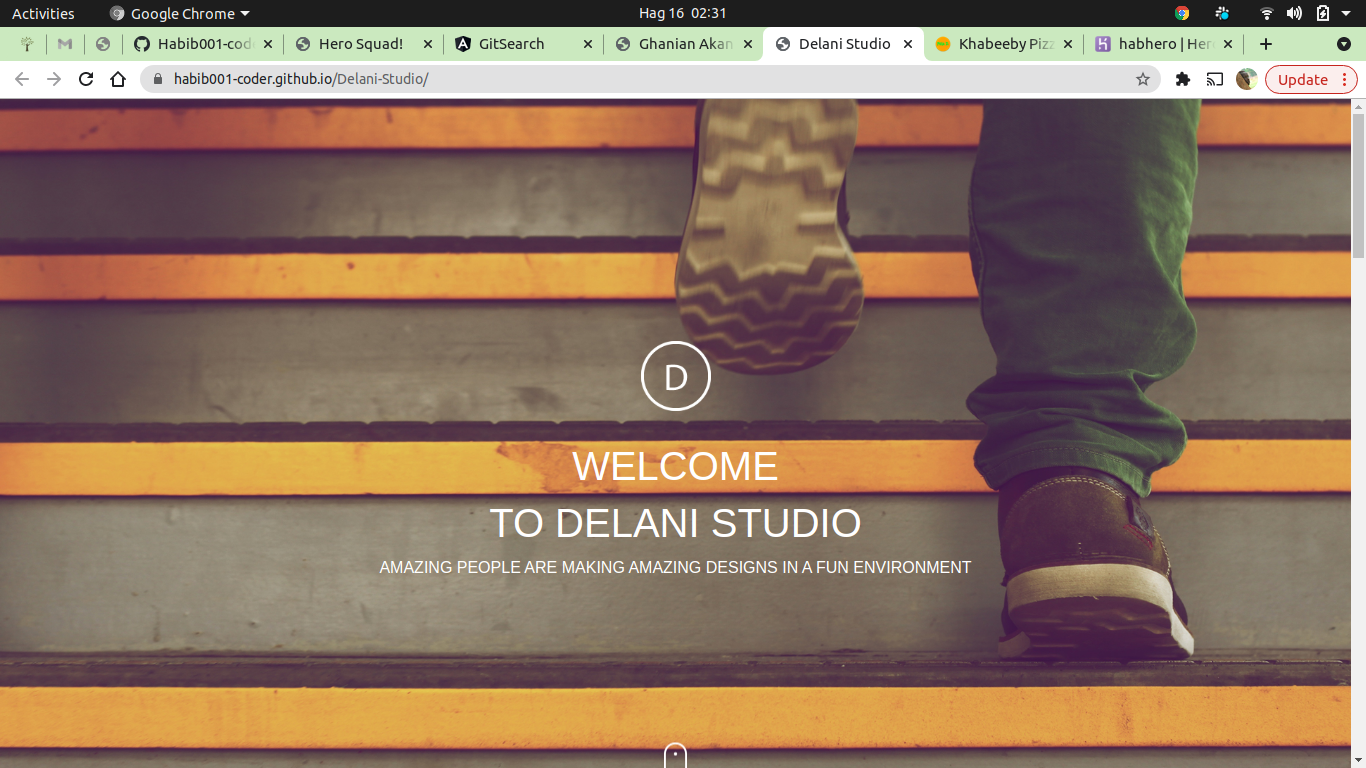 Activities
Google Chrome
Hag 16 02:31
Habib001-cod
Hero Squad!
GitSearch
Ghanian Akan
Delani Studio
Khabeeby Pizz
habhero | Her
habib001-coder.github.io/Delani-Studio/
Update
D
WELCOME
TO DELANI STUDIO
AMAZING PEOPLE ARE MAKING AMAZING DESIGNS IN A FUN ENVIRONMENT